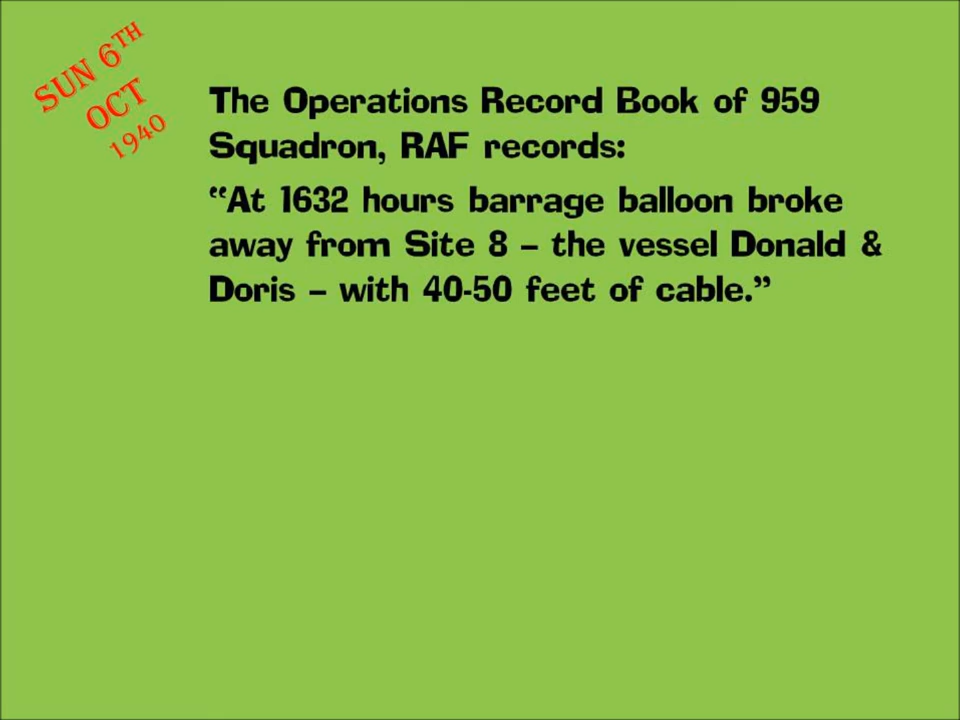 SUN 6TH
OCT
1940
The Operations Record Book of 959
Squadron, RAF records:
“At 1632 hours barrage balloon broke
away from Site 8 – the vessel Donald &
Doris – with 40-50 feet of cable.”